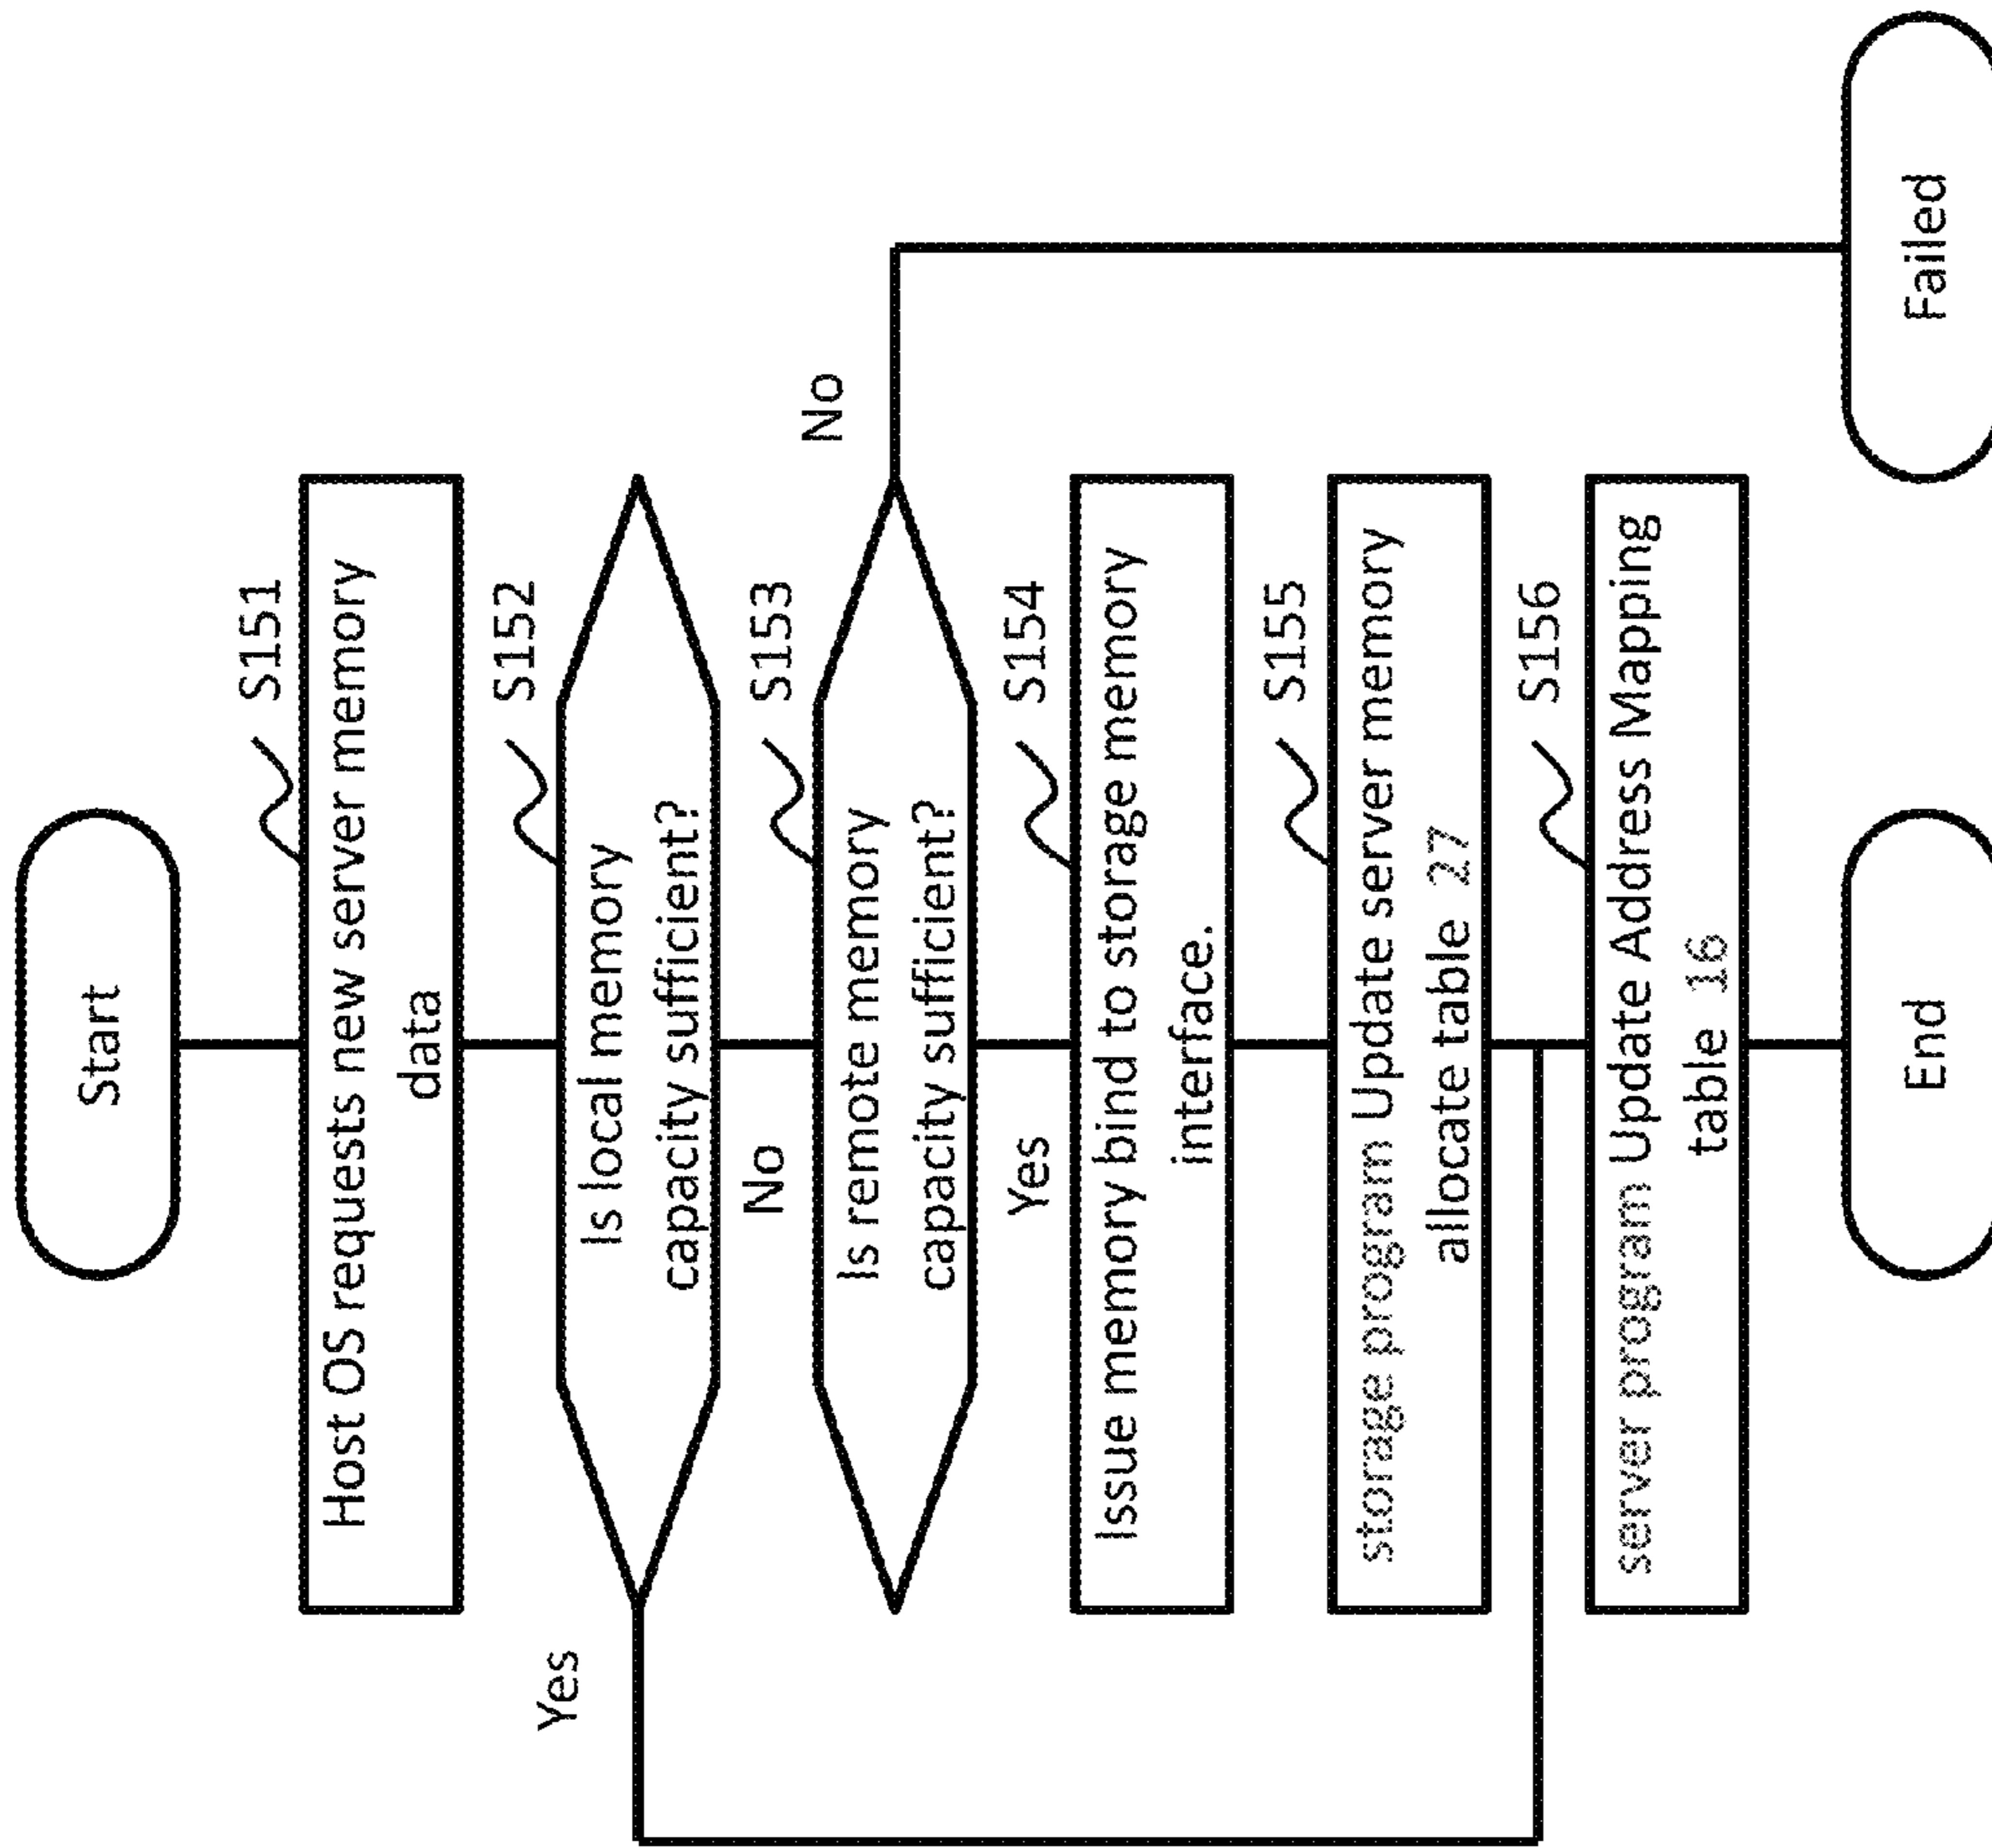 Start
S151
Host OS requests new server memory
data
S152
Is local memory
capacity sufficient?
Yes
No
S153
Is remote memory
capacity sufficient?
No
Yes
S154
Issue memory bind to storage memory
interface.
S155
storage program Update server memory
allocate table 27
S156
server program Update Address Mapping
table 16
End
Failed